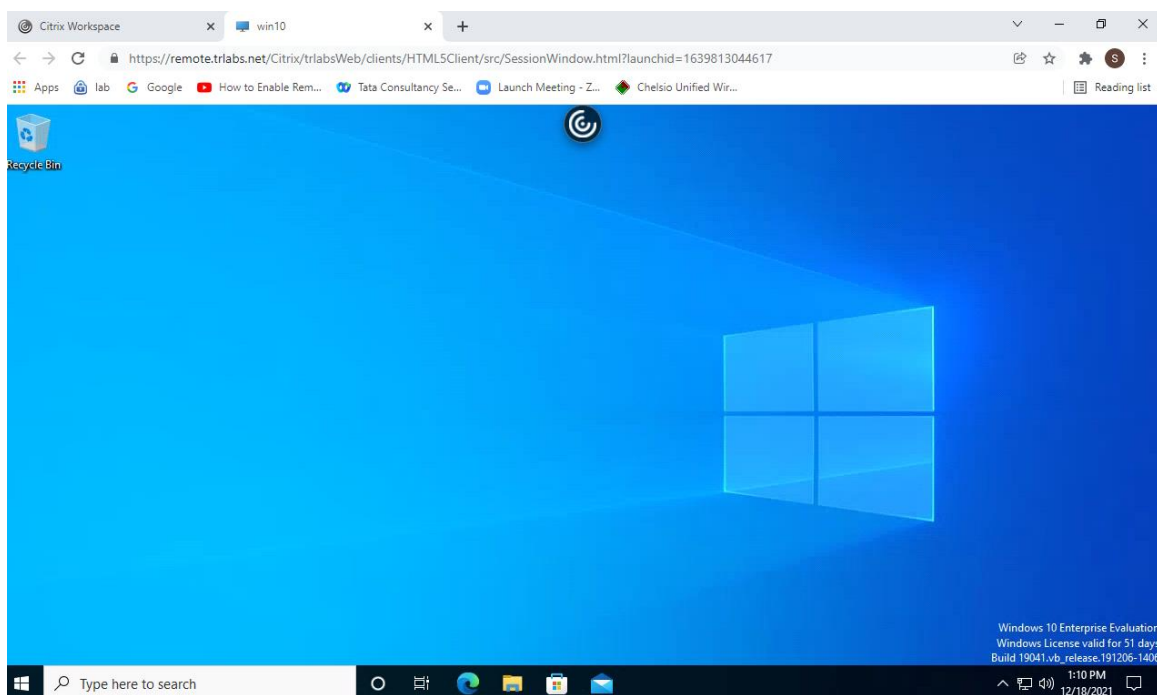 Citrix Workspace
win10
https://remote.trlabs.net/Citrix/trlabsWeb/clients/HTML5Client/src/SessionWindow.html?launchid=1639813044617
S
Apps
lab
Google
How to Enable Rem...
Tata Consultancy Se...
Launch Meeting - Z...
Chelsio Unified Wir...
Reading list
Recycle Bin
Windows 10 Enterprise Evaluation
Windows License valid for 51 days
Build 19041.vb_release.191206-1406
Type here to search
1:10 PM
12/18/2021